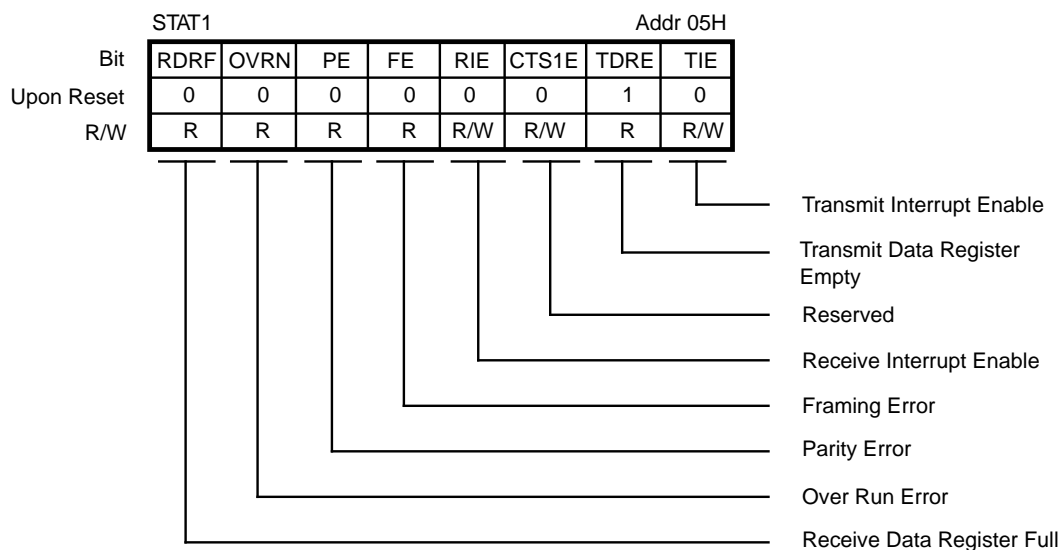 STAT1 Addr 05H
Bit RDRF OVRN PE FE RIE CTS1E TDRE TIE
Upon Reset 0 0 0 0 0 0 1 0
R/W R R R R R/W R/W R R/W
Transmit Interrupt Enable
Transmit Data Register
Empty
Reserved
Receive Interrupt Enable
Framing Error
Parity Error
Over Run Error
Receive Data Register Full